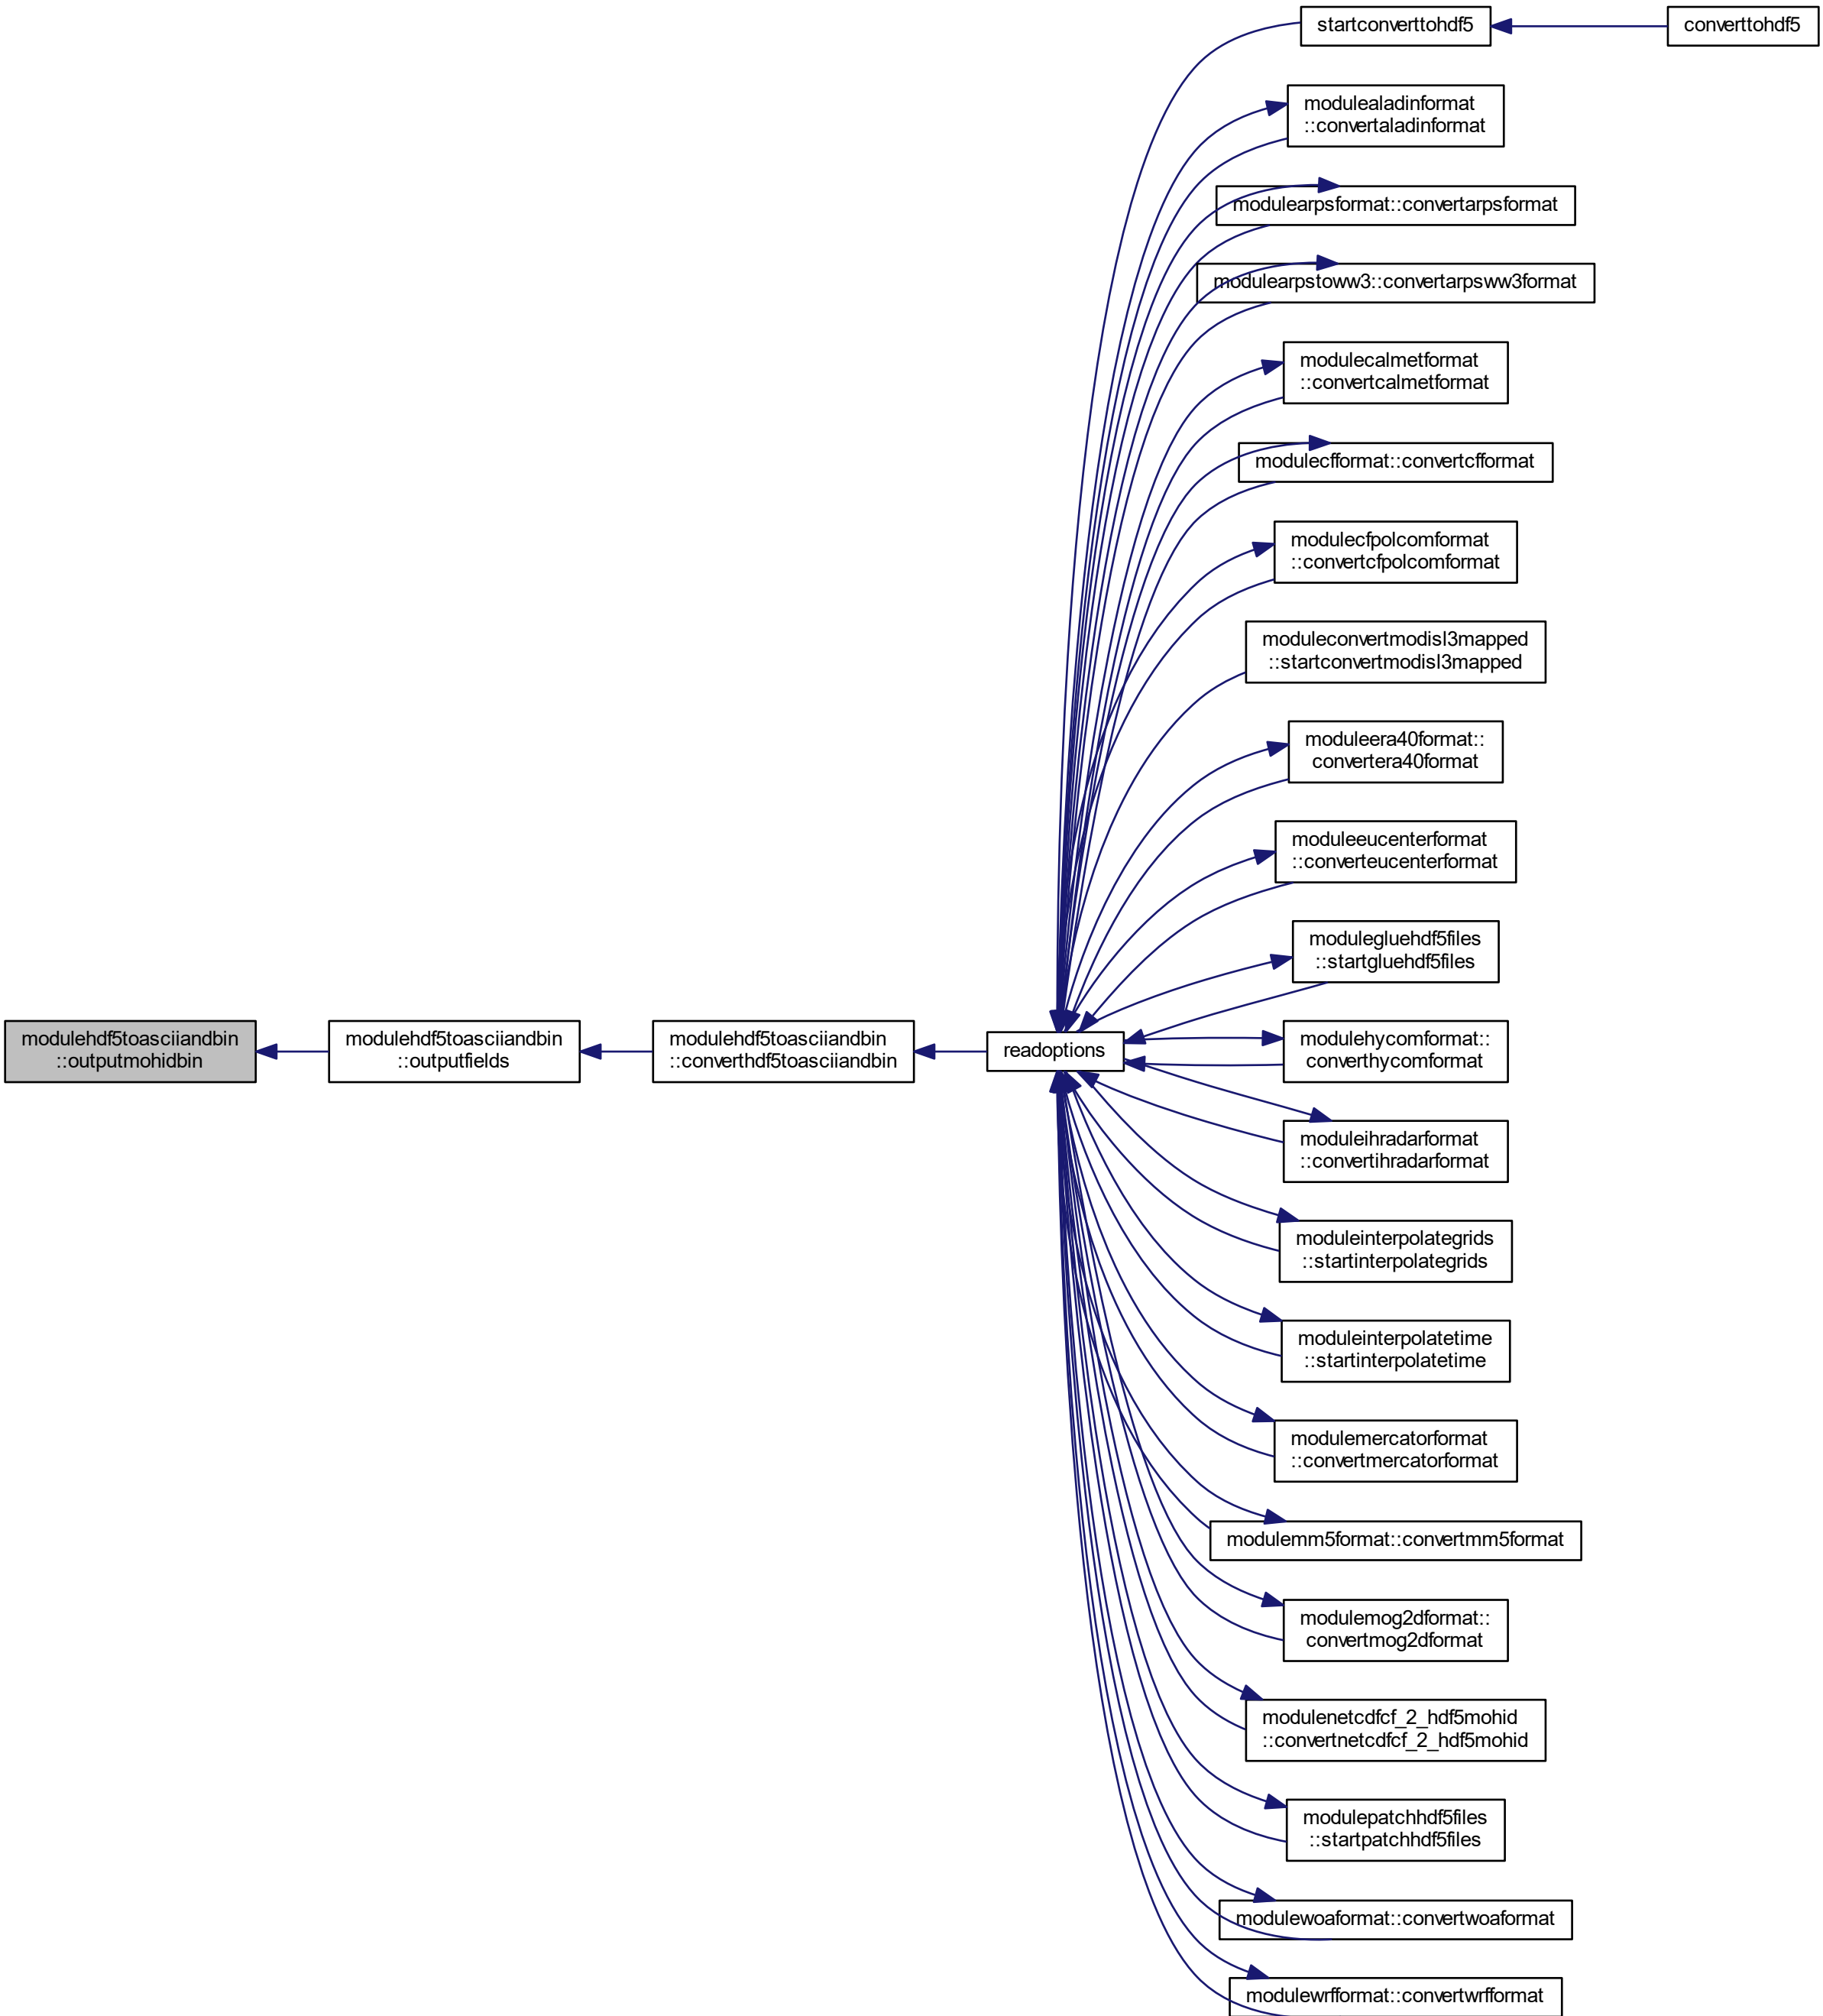 startconverttohdf5
converttohdf5
modulealadinformat
::convertaladinformat
modulearpsformat::convertarpsformat
modulearpstoww3::convertarpsww3format
modulecalmetformat
::convertcalmetformat
modulecfformat::convertcfformat
modulecfpolcomformat
::convertcfpolcomformat
moduleconvertmodisl3mapped
::startconvertmodisl3mapped
moduleera40format::
convertera40format
moduleeucenterformat
::converteucenterformat
modulegluehdf5files
::startgluehdf5files
modulehdf5toasciiandbin
::outputmohidbin
modulehdf5toasciiandbin
::outputfields
modulehdf5toasciiandbin
::converthdf5toasciiandbin
readoptions
modulehycomformat::
converthycomformat
moduleihradarformat
::convertihradarformat
moduleinterpolategrids
::startinterpolategrids
moduleinterpolatetime
::startinterpolatetime
modulemercatorformat
::convertmercatorformat
modulemm5format::convertmm5format
modulemog2dformat::
convertmog2dformat
modulenetcdfcf_2_hdf5mohid
::convertnetcdfcf_2_hdf5mohid
modulepatchhdf5files
::startpatchhdf5files
modulewoaformat::convertwoaformat
modulewrfformat::convertwrfformat